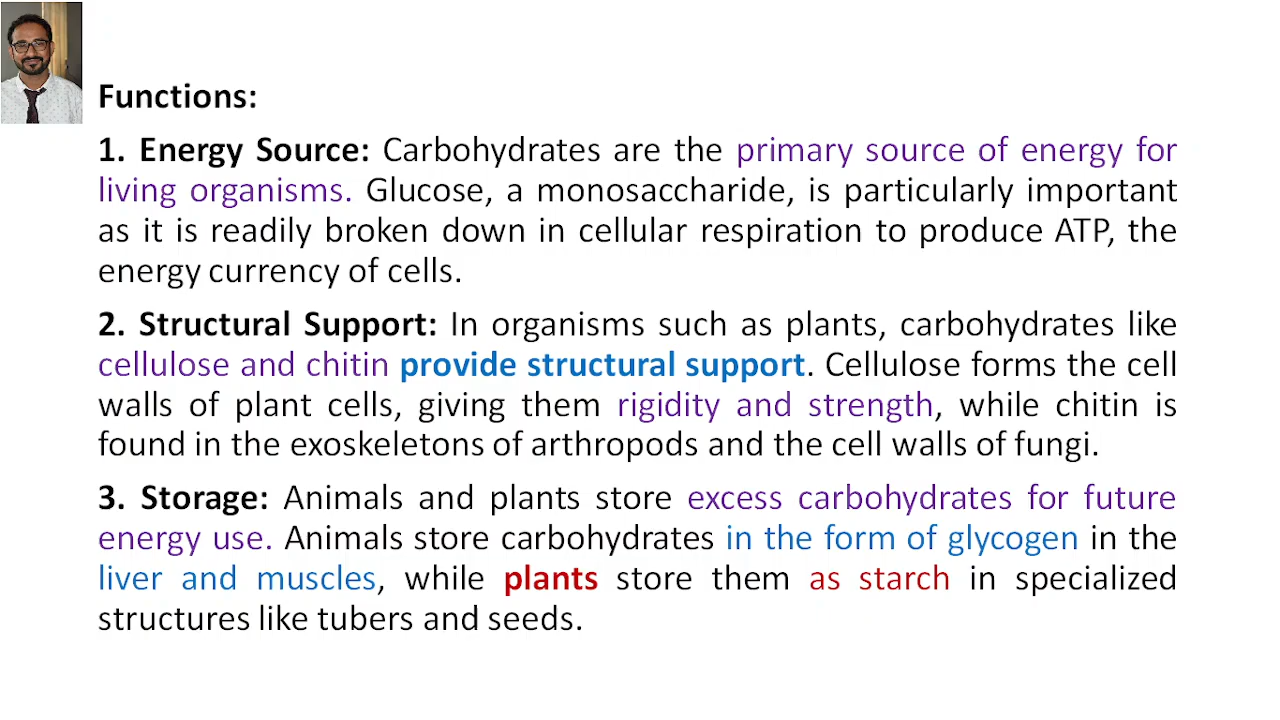 Functions:
1. Energy Source: Carbohydrates are the primary source of energy for
living organisms. Glucose, a monosaccharide, is particularly important
as it is readily broken down in cellular respiration to produce ATP, the
energy currency of cells.
2. Structural Support: In organisms such as plants, carbohydrates like
cellulose and chitin provide structural support. Cellulose forms the cell
walls of plant cells, giving them rigidity and strength, while chitin is
found in the exoskeletons of arthropods and the cell walls of fungi.
3. Storage: Animals and plants store excess carbohydrates for future
energy use. Animals store carbohydrates in the form of glycogen in the
liver and muscles, while plants store them as starch in specialized
structures like tubers and seeds.